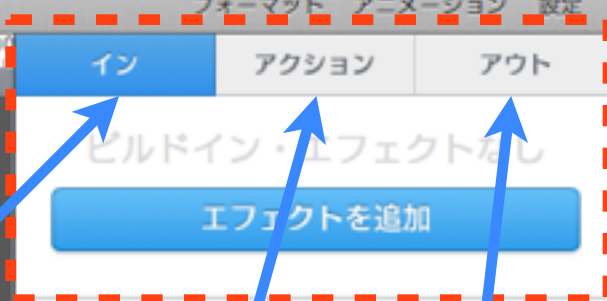 フォーマット アニメーション 設定
イン アクション アウト
ビルドイン・エフェクトなし
エフェクトを追加